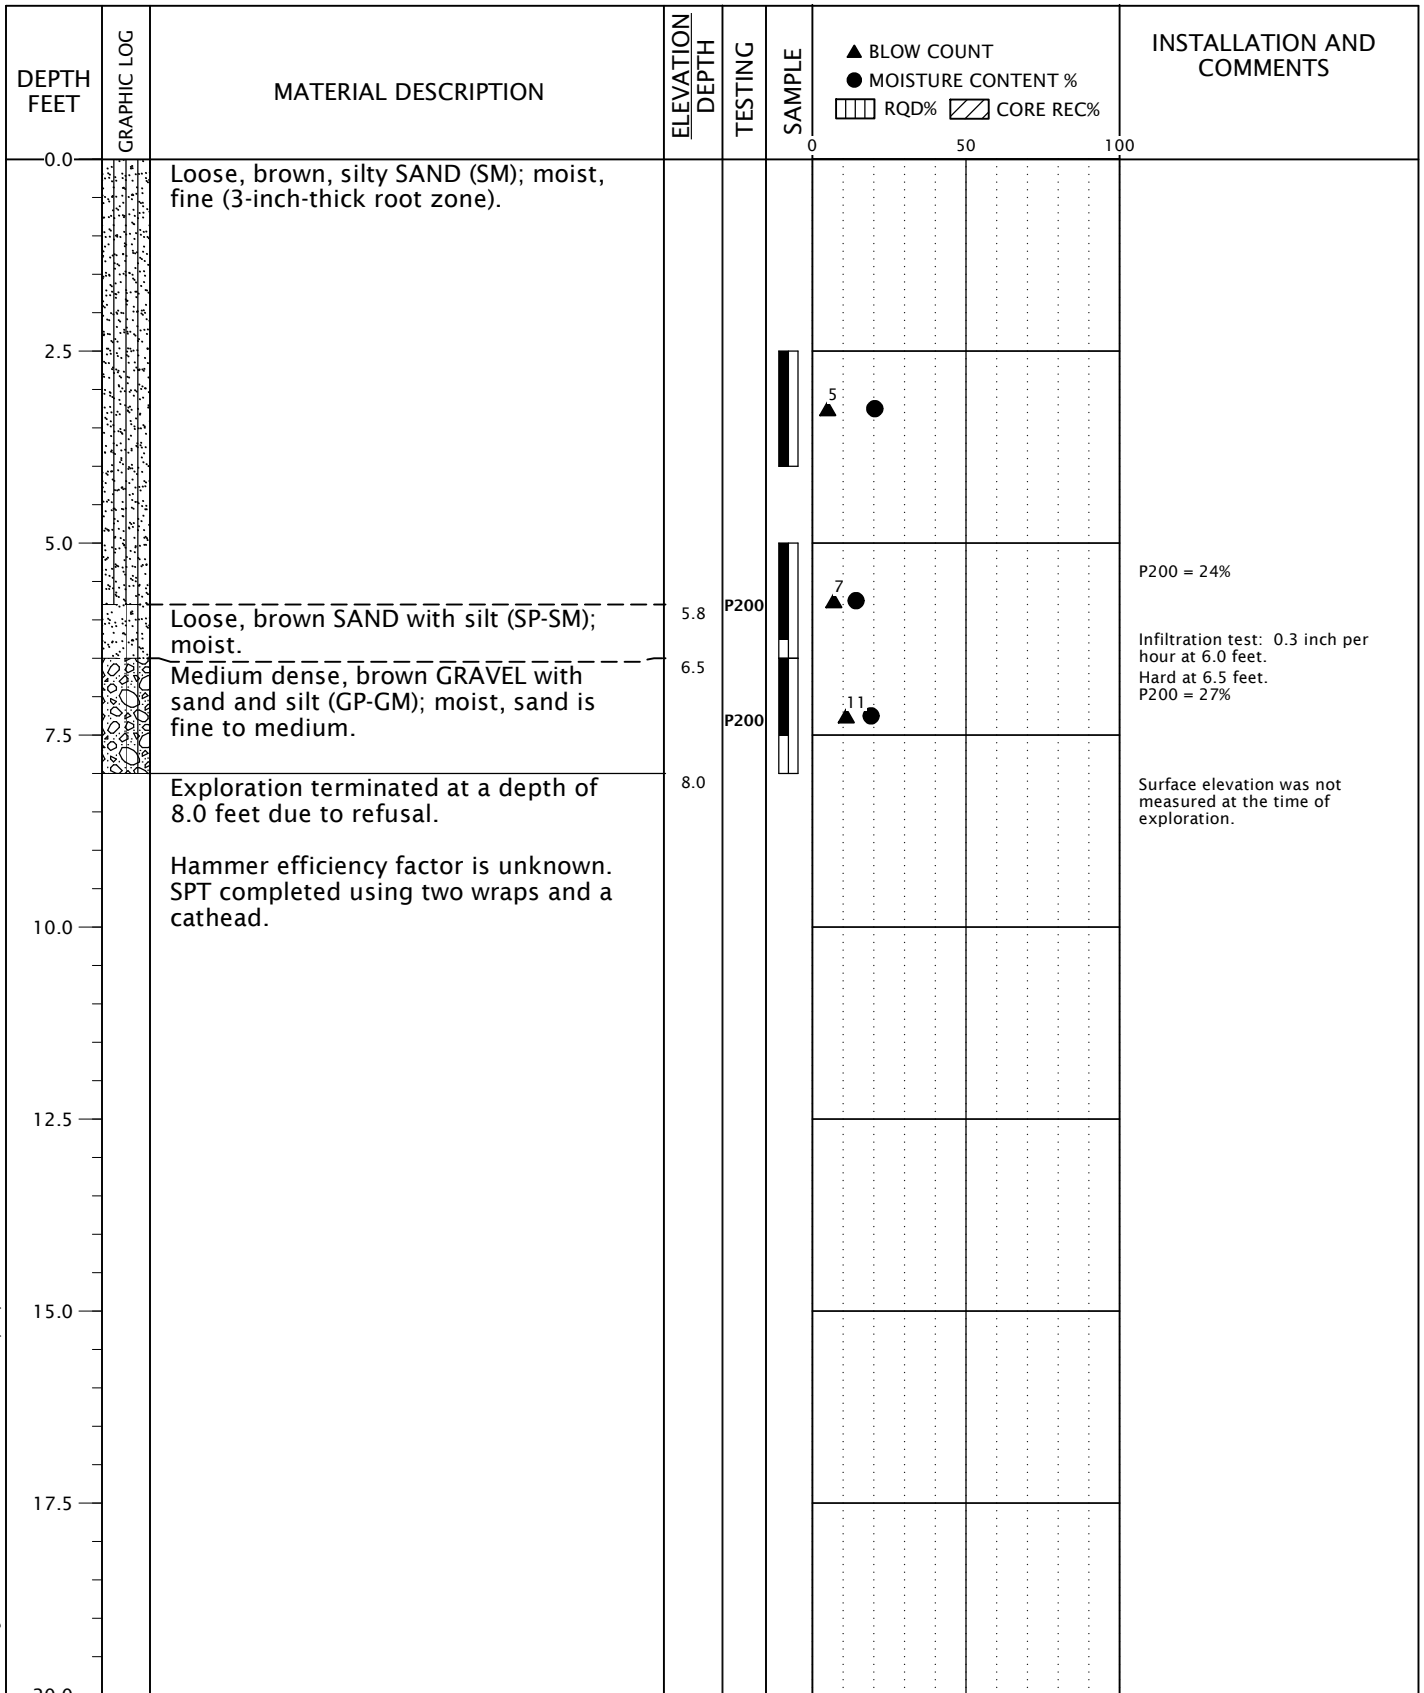 DEPTH
FEET
GRAPHIC LOG
MATERIAL DESCRIPTION
ELEVATION
DEPTH
TESTING
SAMPLE
▲ BLOW COUNT
● MOISTURE CONTENT %
RQD% CORE REC%
0 50 100
INSTALLATION AND
COMMENTS
0.0
Loose, brown, silty SAND (SM); moist,
fine (3-inch-thick root zone).
2.5
5
5.0
P200 = 24%
7
5.8
P200
Loose, brown SAND with silt (SP-SM);
moist.
Infiltration test: 0.3 inch per
hour at 6.0 feet.
6.5
Medium dense, brown GRAVEL with
sand and silt (GP-GM); moist, sand is
fine to medium.
Hard at 6.5 feet.
P200 = 27%
11
P200
7.5
8.0
Exploration terminated at a depth of
8.0 feet due to refusal.
Surface elevation was not
measured at the time of
exploration.
Hammer efficiency factor is unknown.
SPT completed using two wraps and a
cathead.
10.0
12.5
15.0
17.5